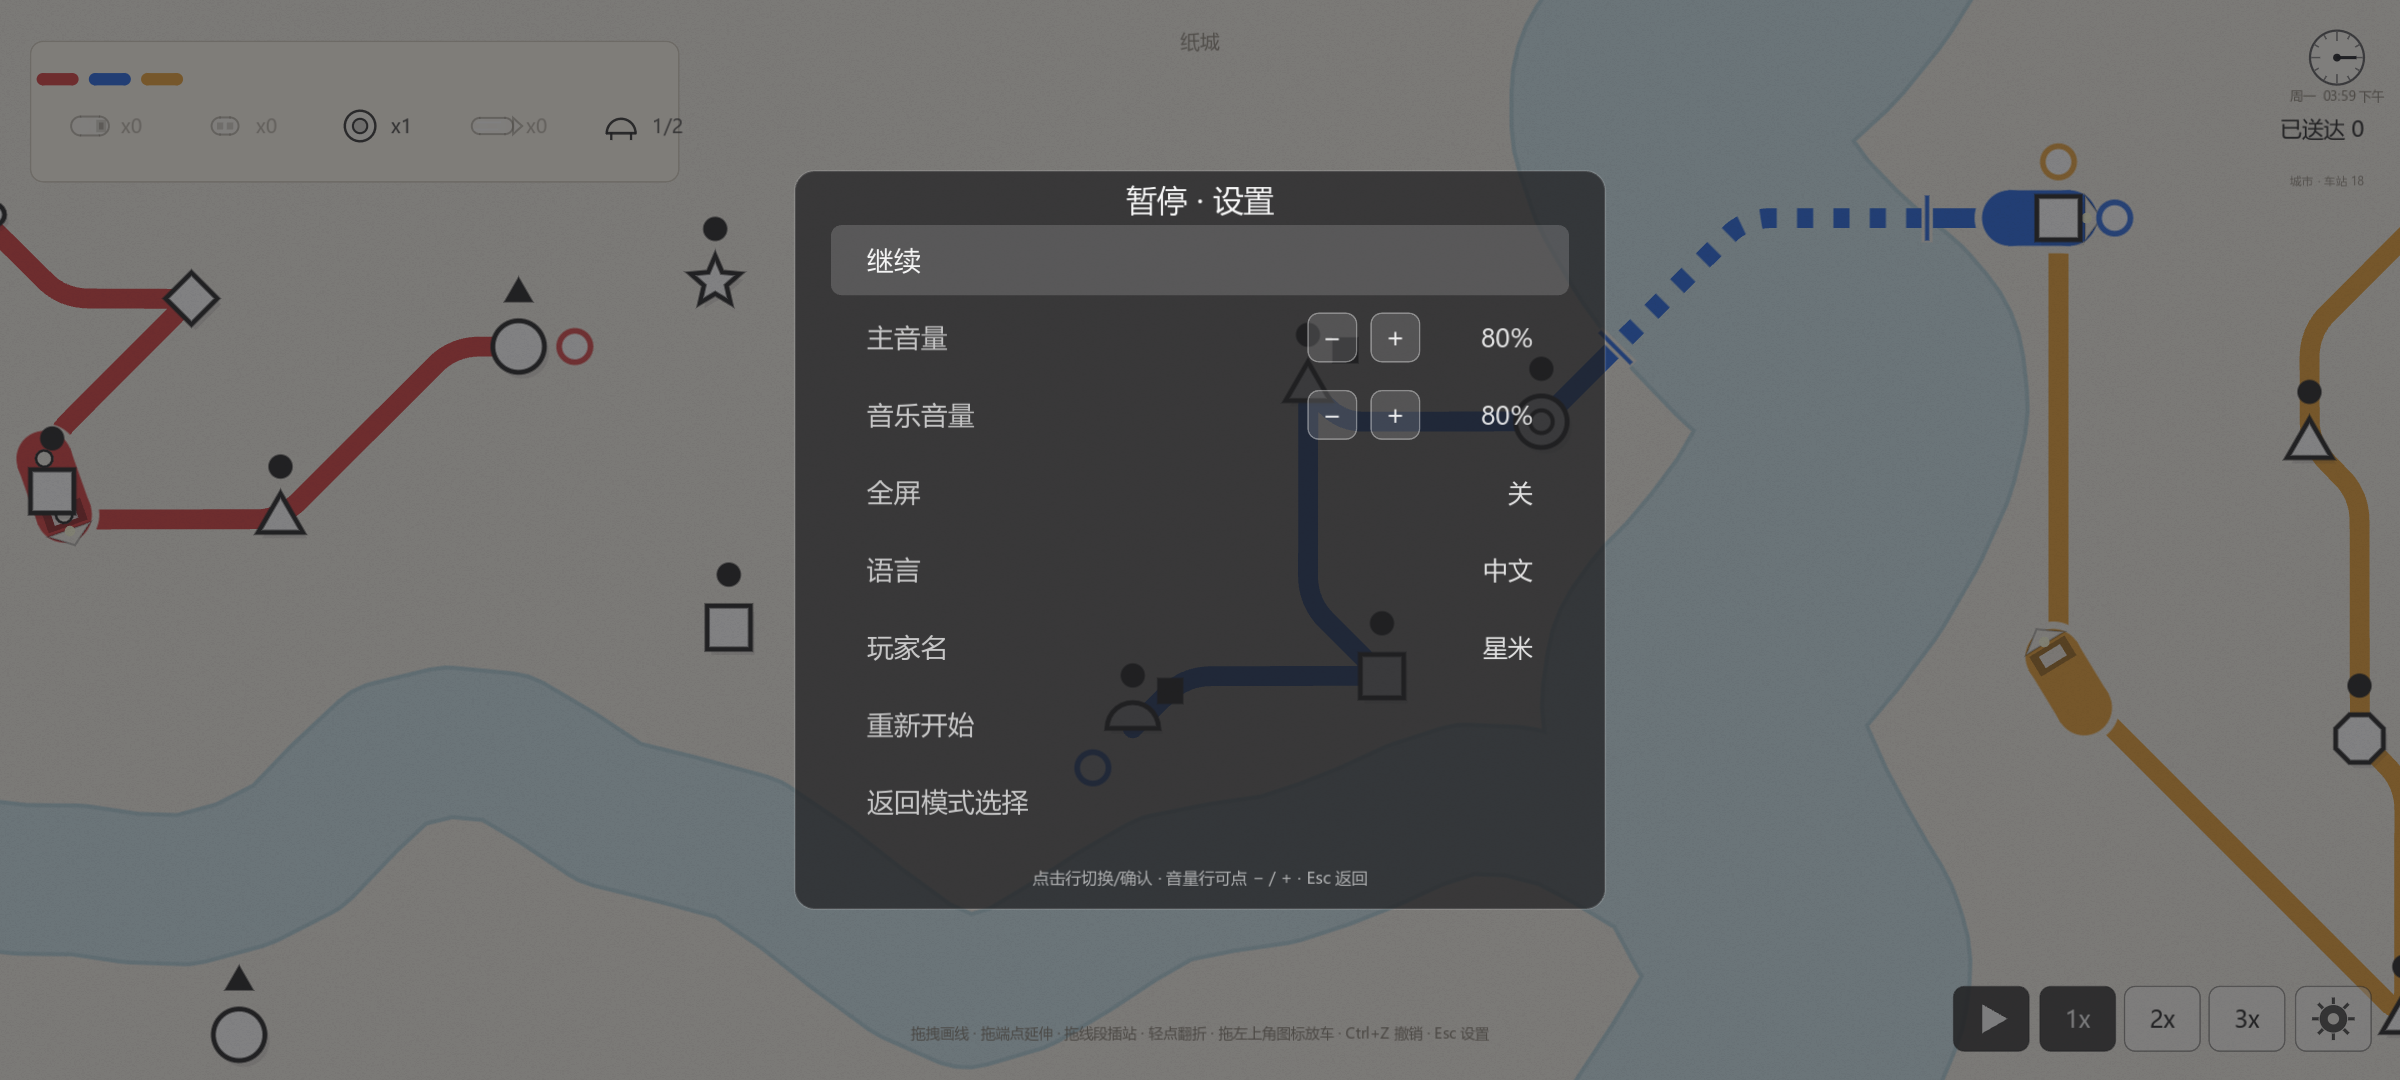 纸城
周一 03:59 下午
已送达 0
城市 · 车站 18
x0
x0
x1
x0
1/2
暂停 · 设置
继续
主音量 − + 80%
音乐音量 − + 80%
全屏 关
语言 中文
玩家名 星米
重新开始
返回模式选择
点击行切换/确认 · 音量行可点 − / + · Esc 返回
拖拽画线 · 拖端点延伸 · 拖线段插站 · 轻点翻折 · 拖左上角图标放车 · Ctrl+Z 撤销 · Esc 设置
1x
2x
3x